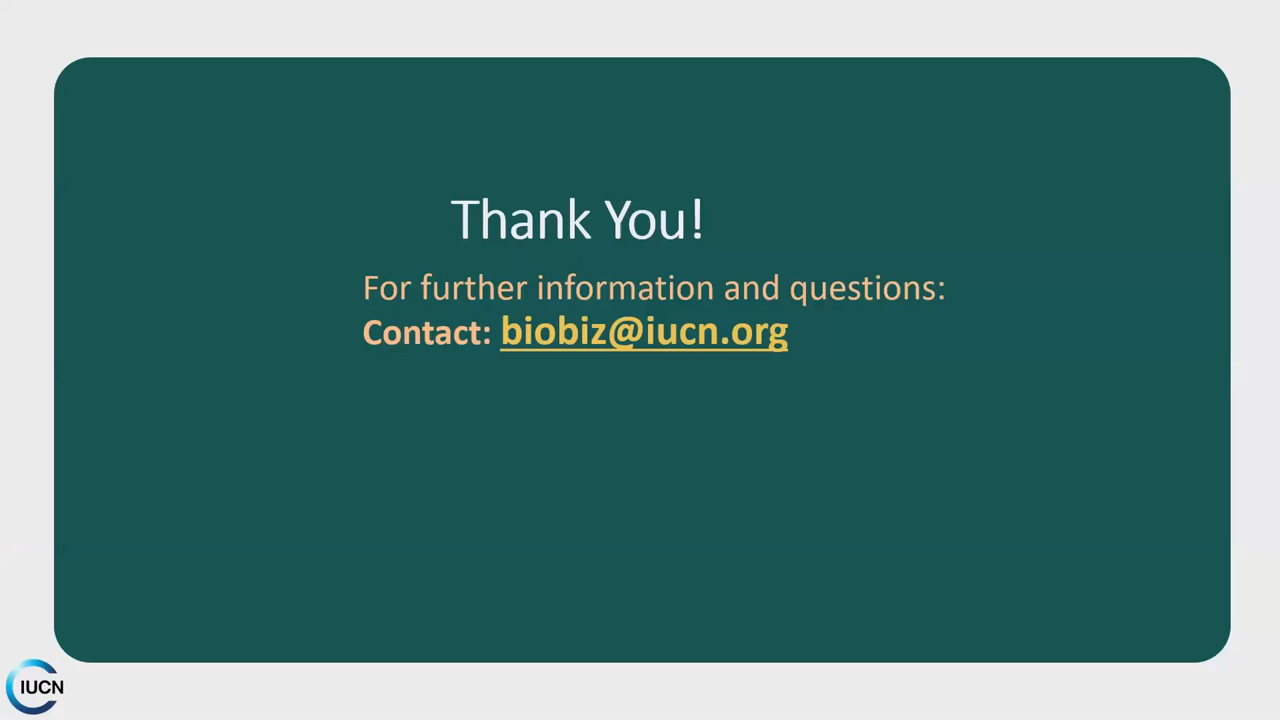 Thank You!
For further information and questions:
Contact: biobiz@iucn.org
IUCN